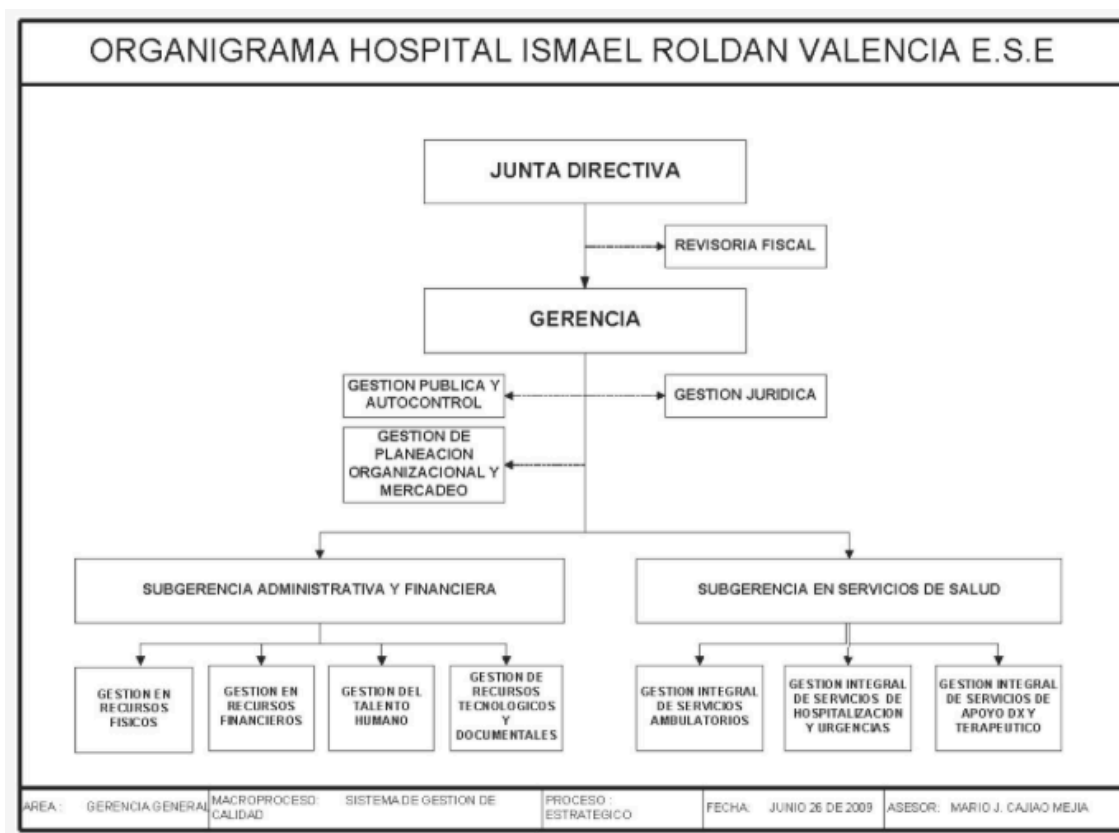 ORGANIGRAMA HOSPITAL ISMAEL ROLDAN VALENCIA E.S.E
JUNTA DIRECTIVA
REVISORIA FISCAL
GERENCIA
GESTION PUBLICA Y
AUTOCONTROL
GESTION JURIDICA
GESTION DE
PLANEACION
ORGANIZACIONAL Y
MERCADEO
SUBGERENCIA ADMINISTRATIVA Y FINANCIERA
SUBGERENCIA EN SERVICIOS DE SALUD
GESTION EN
RECURSOS
FISICOS
GESTION EN
RECURSOS
FINANCIEROS
GESTION DEL
TALENTO
HUMANO
GESTION DE
RECURSOS
TECNOLOGICOS
Y
DOCUMENTALES
GESTION INTEGRAL
DE SERVICIOS
AMBULATORIOS
GESTION INTEGRAL
DE SERVICIOS DE
HOSPITALIZACION
Y URGENCIAS
GESTION INTEGRAL
DE SERVICIOS DE
APOYO DX Y
TERAPEUTICO
AREA : GERENCIA GENERAL
MACROPROCESO: SISTEMA DE GESTION DE
CALIDAD
PROCESO :
ESTRATEGICO
FECHA: JUNIO 26 DE 2009
ASESOR: MARIO J. CAJIAO MEJIA